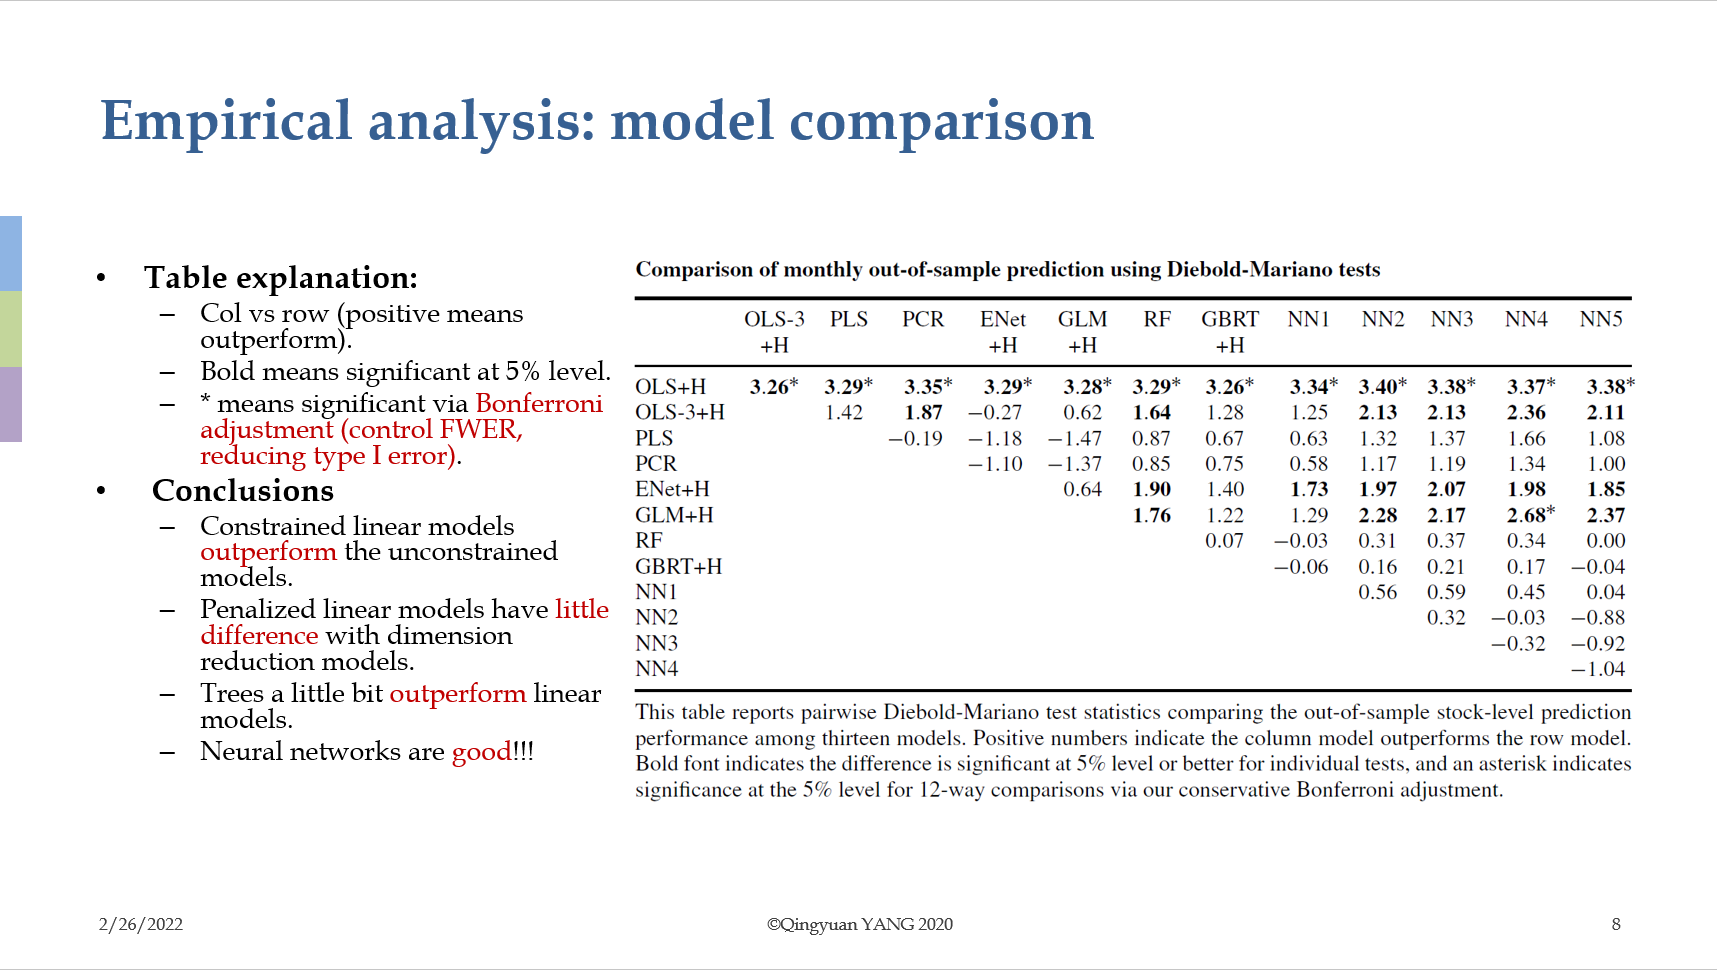 Empirical analysis: model comparison
• Table explanation:
– Col vs row (positive means
outperform).
– Bold means significant at 5% level.
– * means significant via Bonferroni
adjustment (control FWER,
reducing type I error).
• Conclusions
– Constrained linear models
outperform the unconstrained
models.
– Penalized linear models have little
difference with dimension
reduction models.
– Trees a little bit outperform linear
models.
– Neural networks are good!!!
Comparison of monthly out-of-sample prediction using Diebold-Mariano tests
OLS-3 PLS PCR ENet GLM RF GBRT NN1 NN2 NN3 NN4 NN5
+H +H +H +H
OLS+H 3.26* 3.29* 3.35* 3.29* 3.28* 3.29* 3.26* 3.34* 3.40* 3.38* 3.37* 3.38*
OLS-3+H 1.42 1.87 −0.27 0.62 1.64 1.28 1.25 2.13 2.13 2.36 2.11
PLS −0.19 −1.18 −1.47 0.87 0.67 0.63 1.32 1.37 1.66 1.08
PCR −1.10 −1.37 0.85 0.75 0.58 1.17 1.19 1.34 1.00
ENet+H 0.64 1.90 1.40 1.73 1.97 2.07 1.98 1.85
GLM+H 1.76 1.22 1.29 2.28 2.17 2.68* 2.37
RF 0.07 −0.03 0.31 0.37 0.34 0.00
GBRT+H −0.06 0.16 0.21 0.17 −0.04
NN1 0.56 0.59 0.45 0.04
NN2 0.32 −0.03 −0.88
NN3 −0.32 −0.92
NN4 −1.04
This table reports pairwise Diebold-Mariano test statistics comparing the out-of-sample stock-level prediction
performance among thirteen models. Positive numbers indicate the column model outperforms the row model.
Bold font indicates the difference is significant at 5% level or better for individual tests, and an asterisk indicates
significance at the 5% level for 12-way comparisons via our conservative Bonferroni adjustment.
2/26/2022
©Qingyuan YANG 2020
8